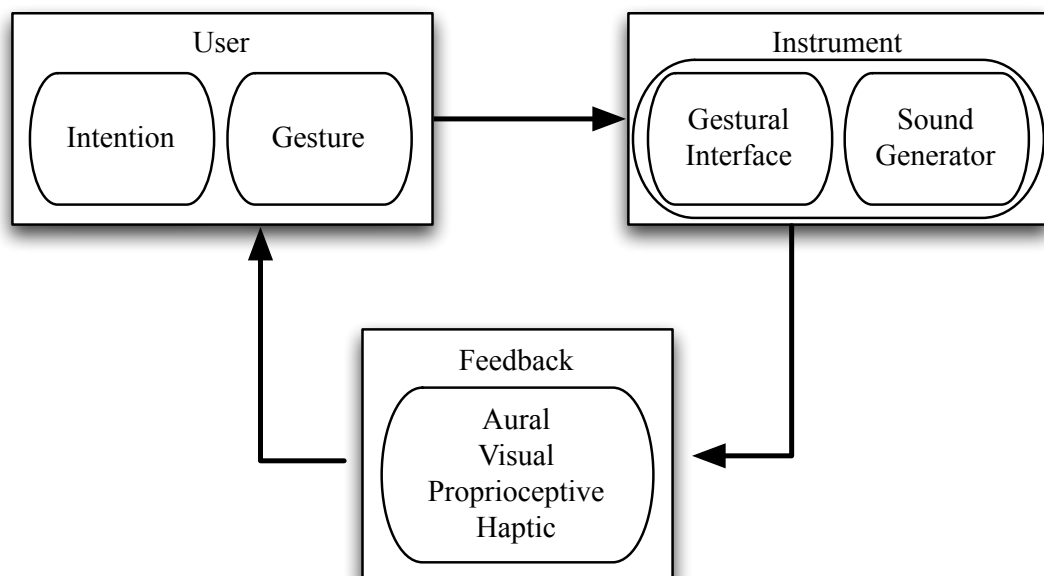 User
Intention
Gesture
Instrument
Gestural
Interface
Sound
Generator
Feedback
Aural
Visual
Proprioceptive
Haptic